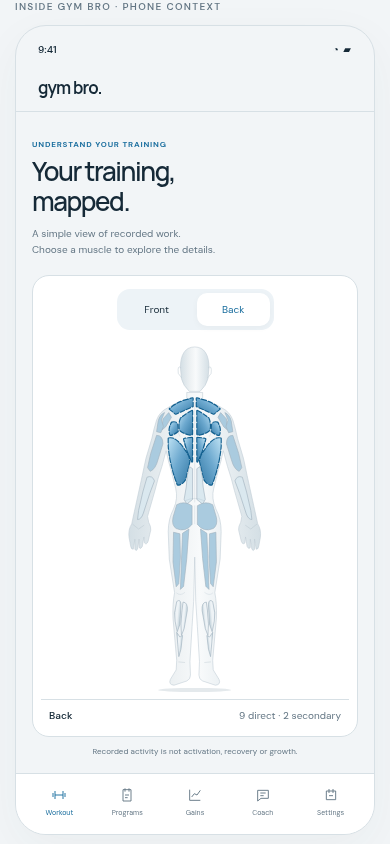 INSIDE GYM BRO · PHONE CONTEXT
9:41
gym bro.
UNDERSTAND YOUR TRAINING
Your training,
mapped.
A simple view of recorded work.
Choose a muscle to explore the details.
Front Back
Back 9 direct · 2 secondary
Recorded activity is not activation, recovery or growth.
Workout Programs Gains Coach Settings